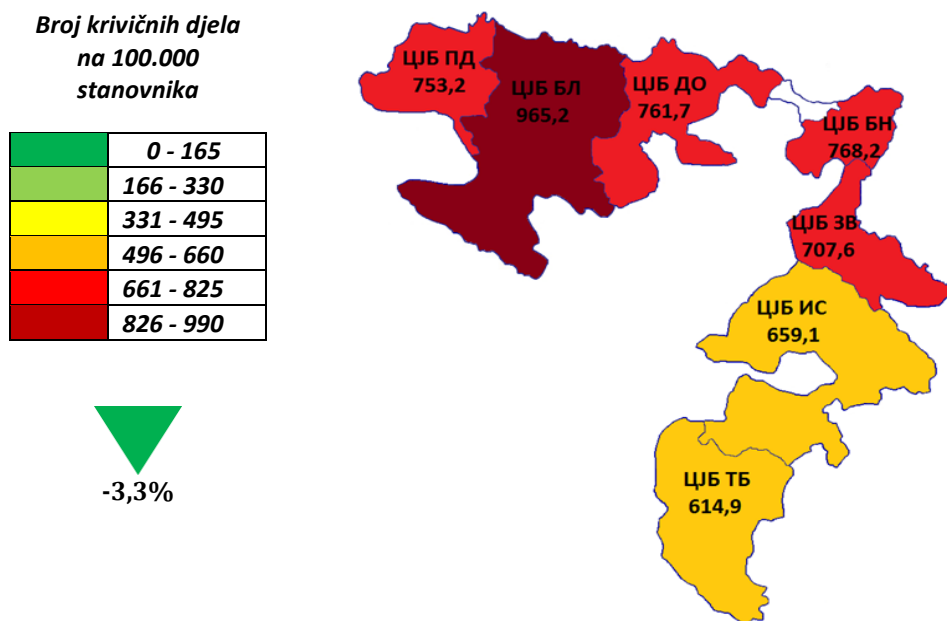 Broj krivičnih djela
na 100.000
stanovnika
0 - 165
166 - 330
331 - 495
496 - 660
661 - 825
826 - 990
-3,3%
ЦЈБ ПД
753,2
ЦЈБ БЛ
965,2
ЦЈБ ДО
761,7
ЦЈБ БН
768,2
ЦЈБ ЗВ
707,6
ЦЈБ ИС
659,1
ЦЈБ ТБ
614,9